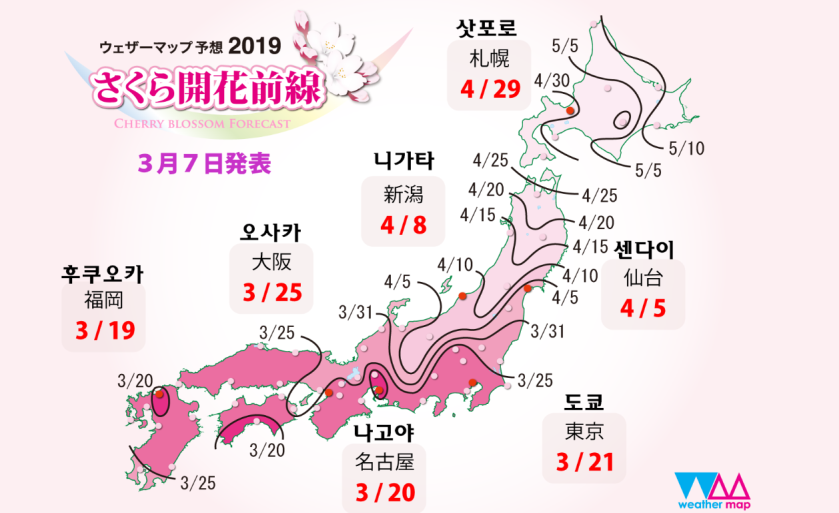 ウェザーマップ 予想 2019
さくら開花前線
CHERRY BLOSSOM FORECAST
3月7日発表
삿포로
札幌
4 / 29
니가타
新潟
4 / 8
오사카
大阪
3 / 25
후쿠오카
福岡
3 / 19
센다이
仙台
4 / 5
도쿄
東京
3 / 21
나고야
名古屋
3 / 20
5/5
4/30
5/10
5/5
4/25
4/25
4/20
4/20
4/15
4/15
4/10
4/10
4/5
4/5
3/31
3/31
3/25
3/25
3/20
3/20
3/25
weather map